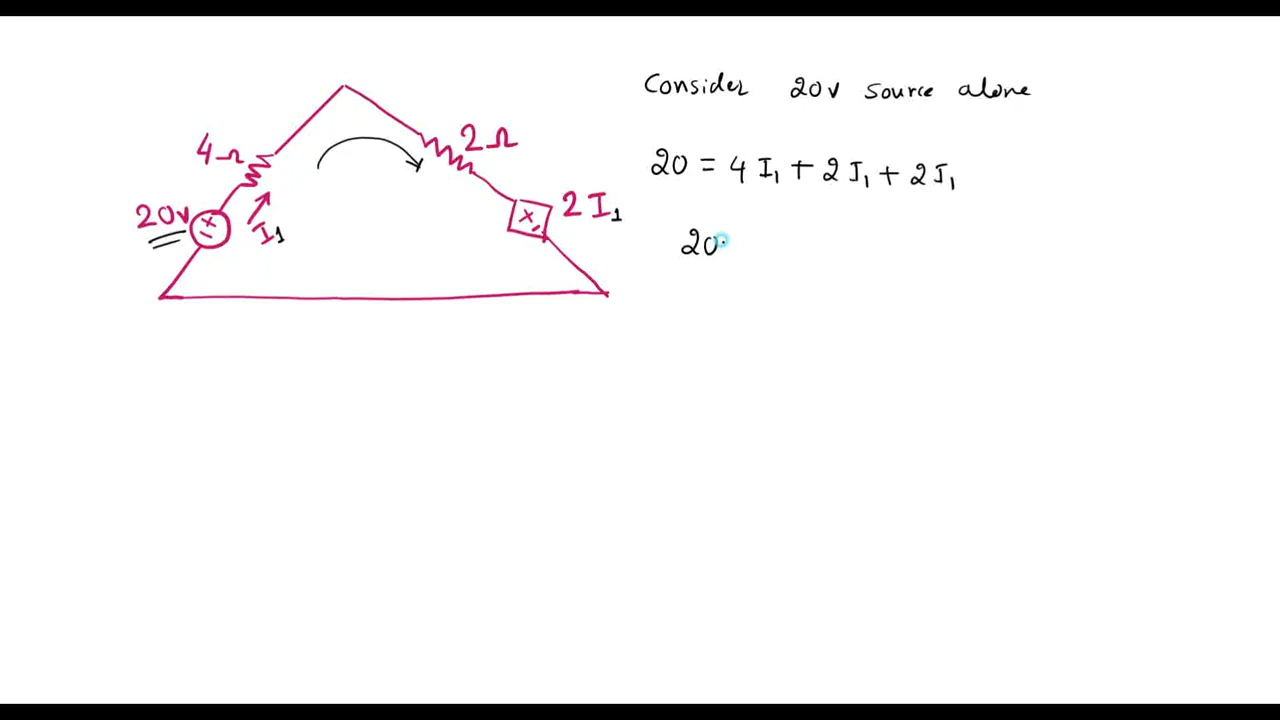 Consider 20v source alone
4Ω
2Ω
20 = 4 I₁ + 2 I₁ + 2 I₁
20v
+
-
I₁
+
-
2 I₁
20